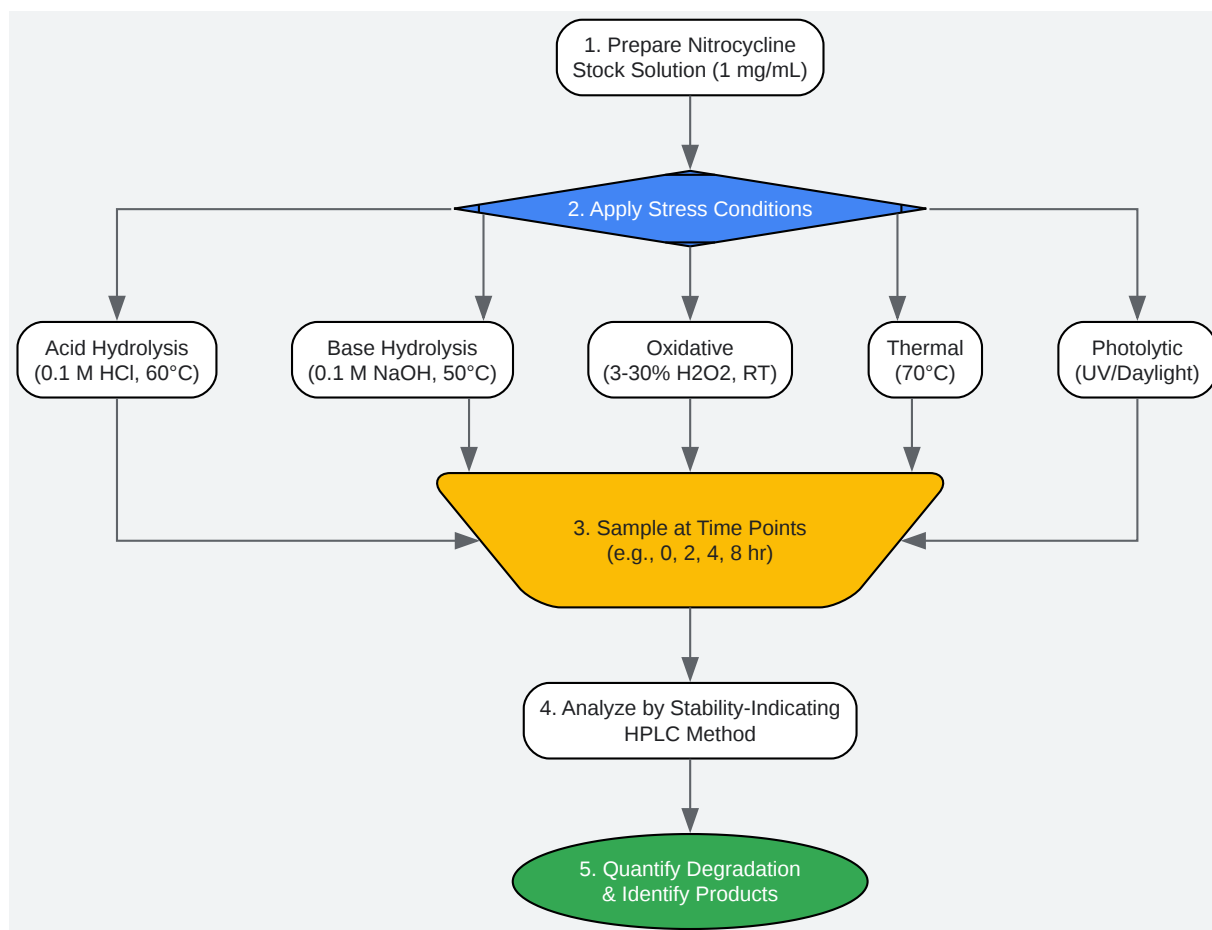 1. Prepare Nitrocycline
Stock Solution (1 mg/mL)
2. Apply Stress Conditions
Acid Hydrolysis
(0.1 M HCl, 60°C)
Base Hydrolysis
(0.1 M NaOH, 50°C)
Oxidative
(3-30% H2O2, RT)
Thermal
(70°C)
Photolytic
(UV/Daylight)
3. Sample at Time Points
(e.g., 0, 2, 4, 8 hr)
4. Analyze by Stability-Indicating
HPLC Method
5. Quantify Degradation
& Identify Products